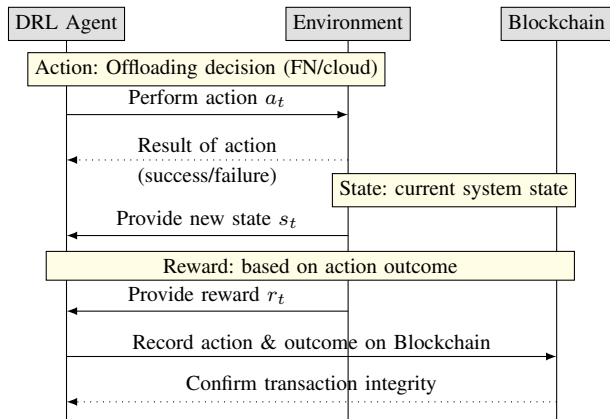 DRL Agent
Environment
Blockchain
Action: Offloading decision (FN/cloud)
Perform action a_t
Result of action
(success/failure)
State: current system state
Provide new state s_t
Reward: based on action outcome
Provide reward r_t
Record action & outcome on Blockchain
Confirm transaction integrity